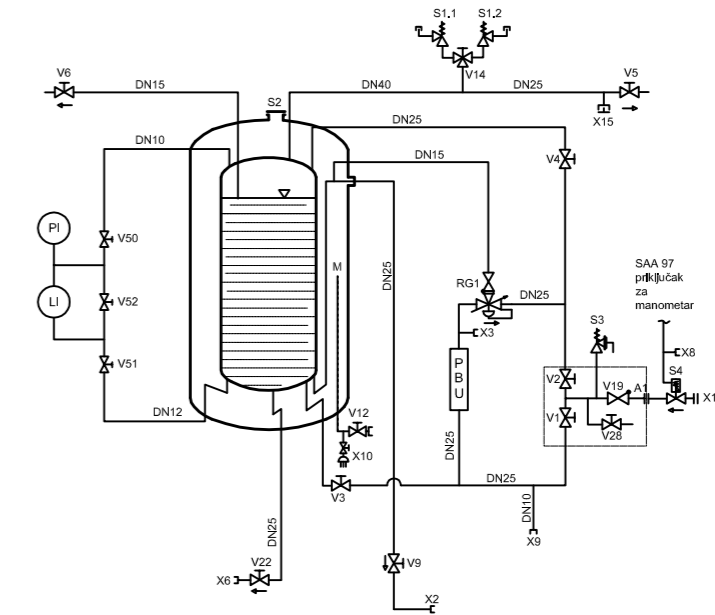 S1.1
S1.2
V6
V14
V5
DN15
DN40
DN25
S2
X15
DN10
DN25
DN15
V4
PI
V50
M
DN25
RG1
DN25
SAA 97
priključak
za
manometar
LI
V52
X3
S3
X8
V51
PBU
V2
V19
A1
S4
X1
DN12
V12
V1
V28
X10
DN25
V3
DN25
DN10
X9
DN25
V22
X6
V9
X2